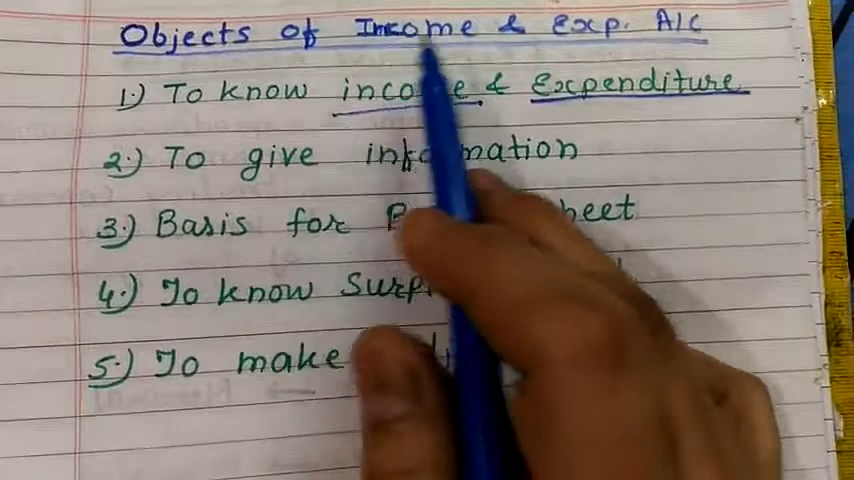 Objects of Income & Exp. A/C
1.) To know income & Expenditure
2.) To give information
3.) Basis for
4.) To know
5.) To make